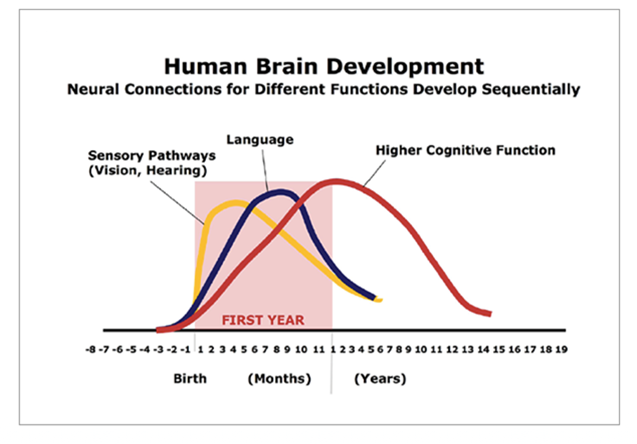 Human Brain Development
Neural Connections for Different Functions Develop Sequentially
Language
Sensory Pathways
(Vision, Hearing)
Higher Cognitive Function
FIRST YEAR
-8 -7 -6 -5 -4 -3 -2 -1 1 2 3 4 5 6 7 8 9 10 11 1 2 3 4 5 6 7 8 9 10 11 12 13 14 15 16 17 18 19
Birth (Months) (Years)